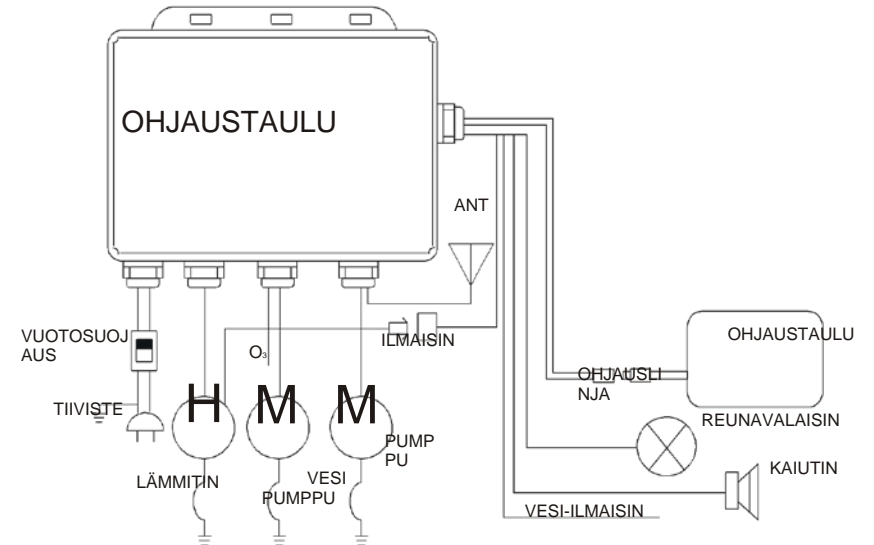 OHJAUSTAULU
ANT
VUOTOSUOJ
AUS
O₃
ILMAISIN
OHJAUSTAULU
OHJAUSLI
NJA
TIIVISTE
H
M
M
REUNAVALAISIN
PUMP
PU
LÄMMITIN
VESI
PUMPPU
KAIUTIN
VESI-ILMAISIN